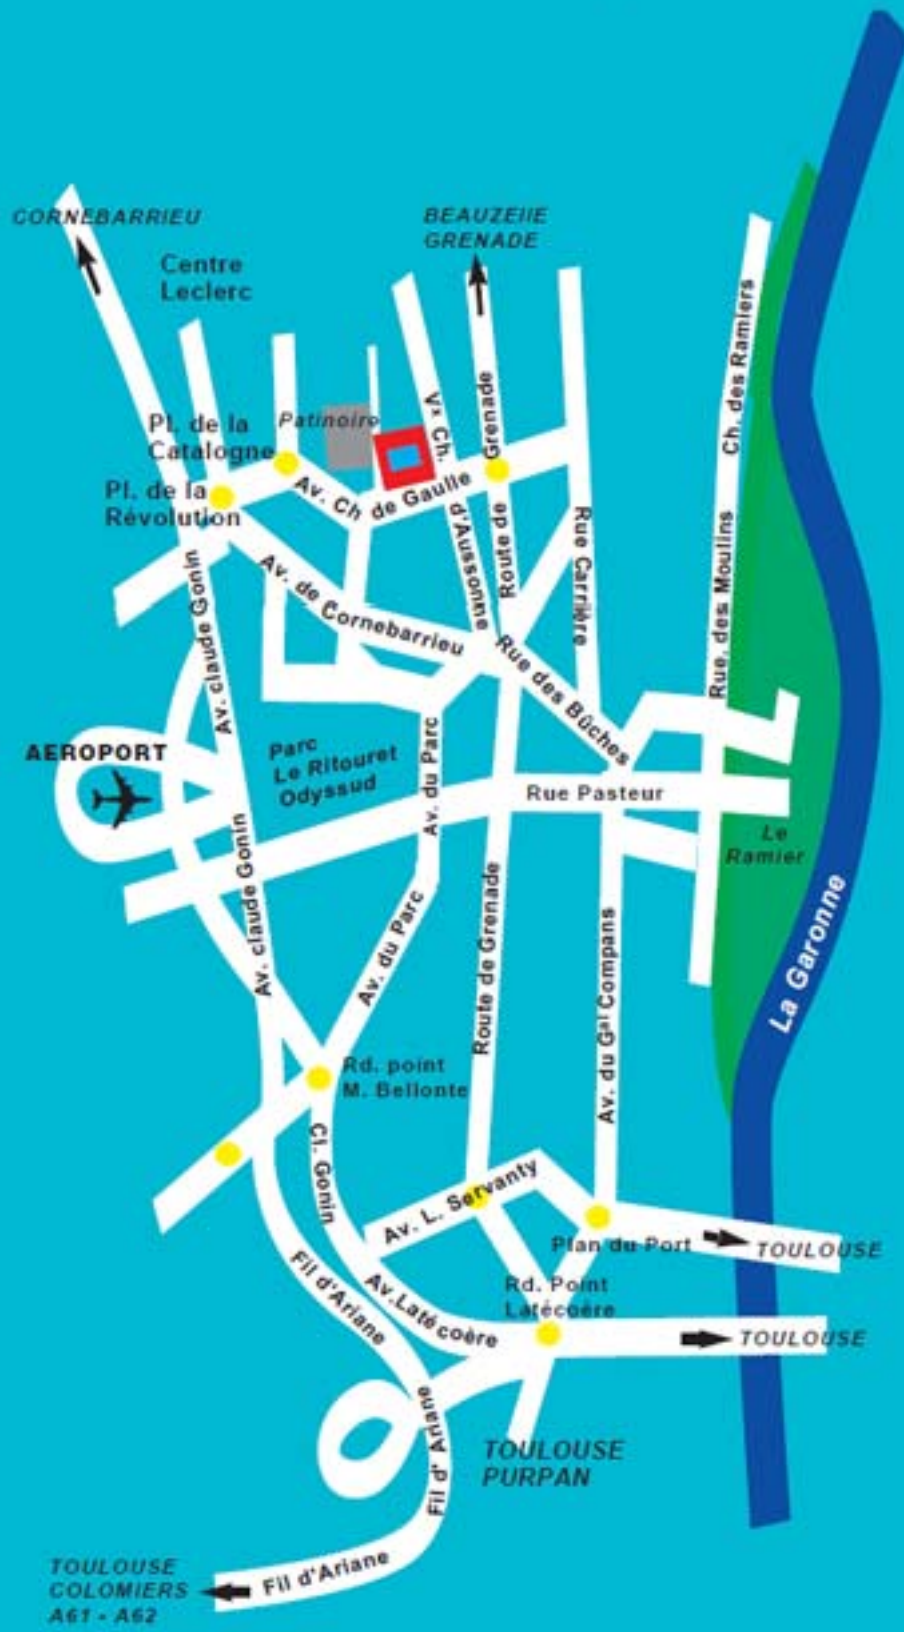 CORNEBARRIEU
BEAUZEIIE
GRENADE
Centre
Leclerc
Ch. des Ramiers
Patinoire
Pl. de la
Catalogne
Vˣ Ch. d'Aussonne
Route de Grenade
Pl. de la
Révolution
Av. Ch de Gaulle
Rue Carrière
Rue. des Moulins
Av. claude Gonin
Av. de Cornebarrieu
Rue des Bûches
AEROPORT
Parc
Le Ritouret
Odyssud
Av. du Parc
Rue Pasteur
Le
Ramier
Av. claude Gonin
Av. du Parc
Route de Grenade
Av. du Gᵃˡ Compans
La Garonne
Rd. point
M. Bellonte
Cl. Gonin
Av. L. Servanty
Plan du Port
TOULOUSE
Fil d'Ariane
Av.Latécoère
Rd. Point
Latécoère
TOULOUSE
Fil d' Ariane
TOULOUSE
PURPAN
TOULOUSE
COLOMIERS
A61 - A62
Fil d'Ariane